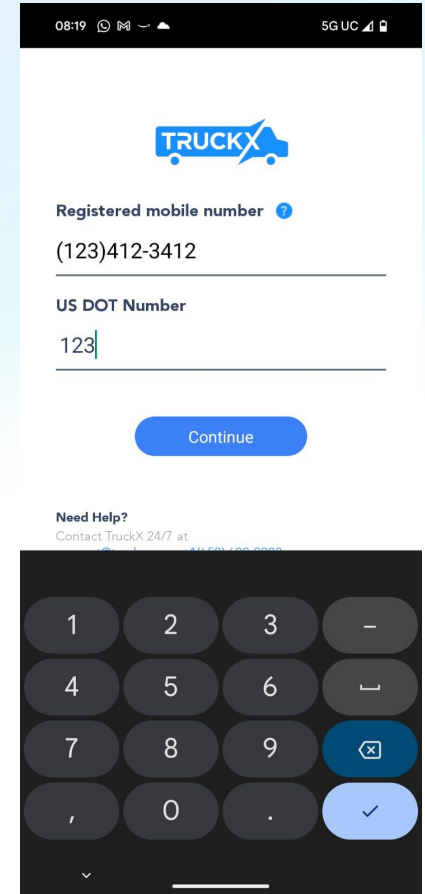 08:19
5G UC
TRUCKX
Registered mobile number ?
(123)412-3412
US DOT Number
123
Continue
Need Help?
Contact TruckX 24/7 at
1 2 3 –
4 5 6
7 8 9
, 0 .